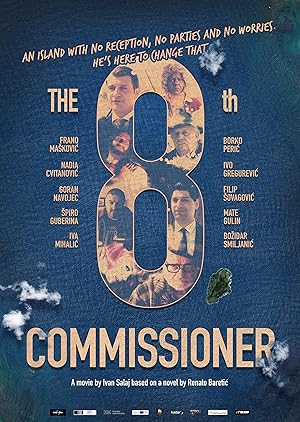 AN ISLAND WITH NO RECEPTION, NO PARTIES AND NO WORRIES.
HE'S HERE TO CHANGE THAT.
THE 8th
FRANO MAŠKOVIĆ
NADIA CVITANOVIĆ
GORAN NAVOJEC
ŠPIRO GUBERINA
IVA MIHALIĆ
BORKO PERIĆ
IVO GREGUREVIĆ
FILIP ŠOVAGOVIĆ
MATE GULIN
BOŽIDAR SMILJANIĆ
COMMISSIONER
A movie by Ivan Salaj based on a novel by Renato Baretić